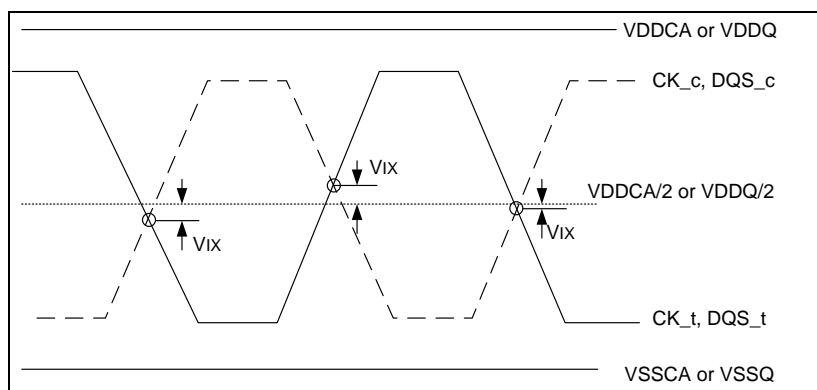 VDDCA or VDDQ
CK_c, DQS_c
VIX
VDDCA/2 or VDDQ/2
VIX
VIX
CK_t, DQS_t
VSSCA or VSSQ